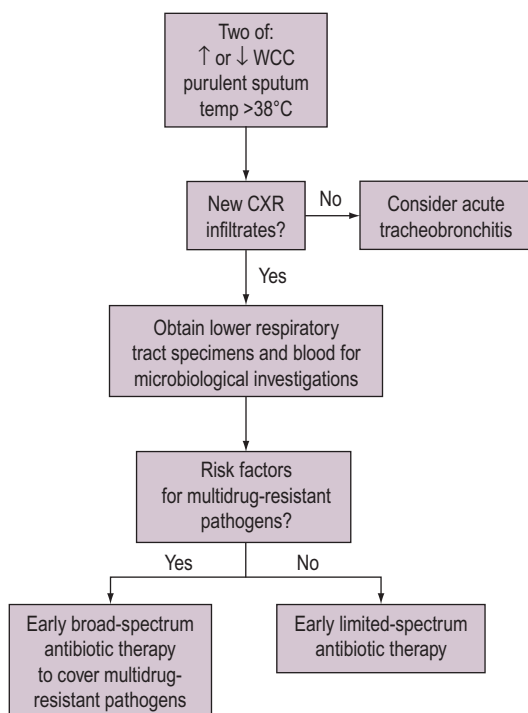 Two of:
↑ or ↓ WCC
purulent sputum
temp >38°C
New CXR
infiltrates?
No
Consider acute
tracheobronchitis
Yes
Obtain lower respiratory
tract specimens and blood for
microbiological investigations
Risk factors
for multidrug-resistant
pathogens?
Yes
No
Early broad-spectrum
antibiotic therapy
to cover multidrug-
resistant pathogens
Early limited-spectrum
antibiotic therapy